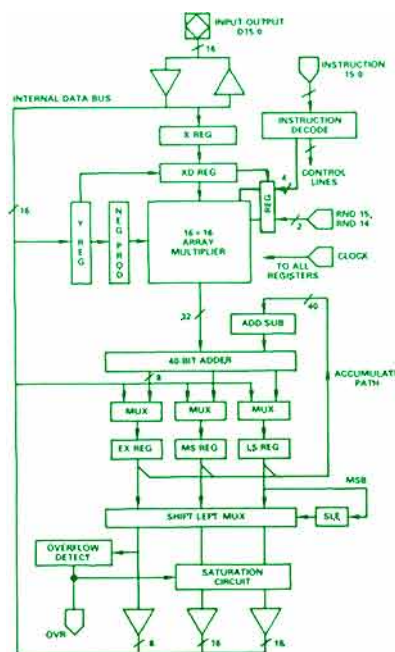 INPUT OUTPUT
D15 0
16
INSTRUCTION
15 0
INTERNAL DATA BUS
X REG
INSTRUCTION
DECODE
XD REG
4
CONTROL
LINES
16
Y REG
NEG PROD
16 × 16
ARRAY
MULTIPLIER
REG
2
RND 15,
RND 14
CLOCK
TO ALL
REGISTERS
32
40
ADD SUB
40 BIT ADDER
8
ACCUMULATE
PATH
MUX
MUX
MUX
EX REG
MS REG
LS REG
MSB
SHIFT LEFT MUX
OVERFLOW
DETECT
SATURATION
CIRCUIT
OVR
16
16